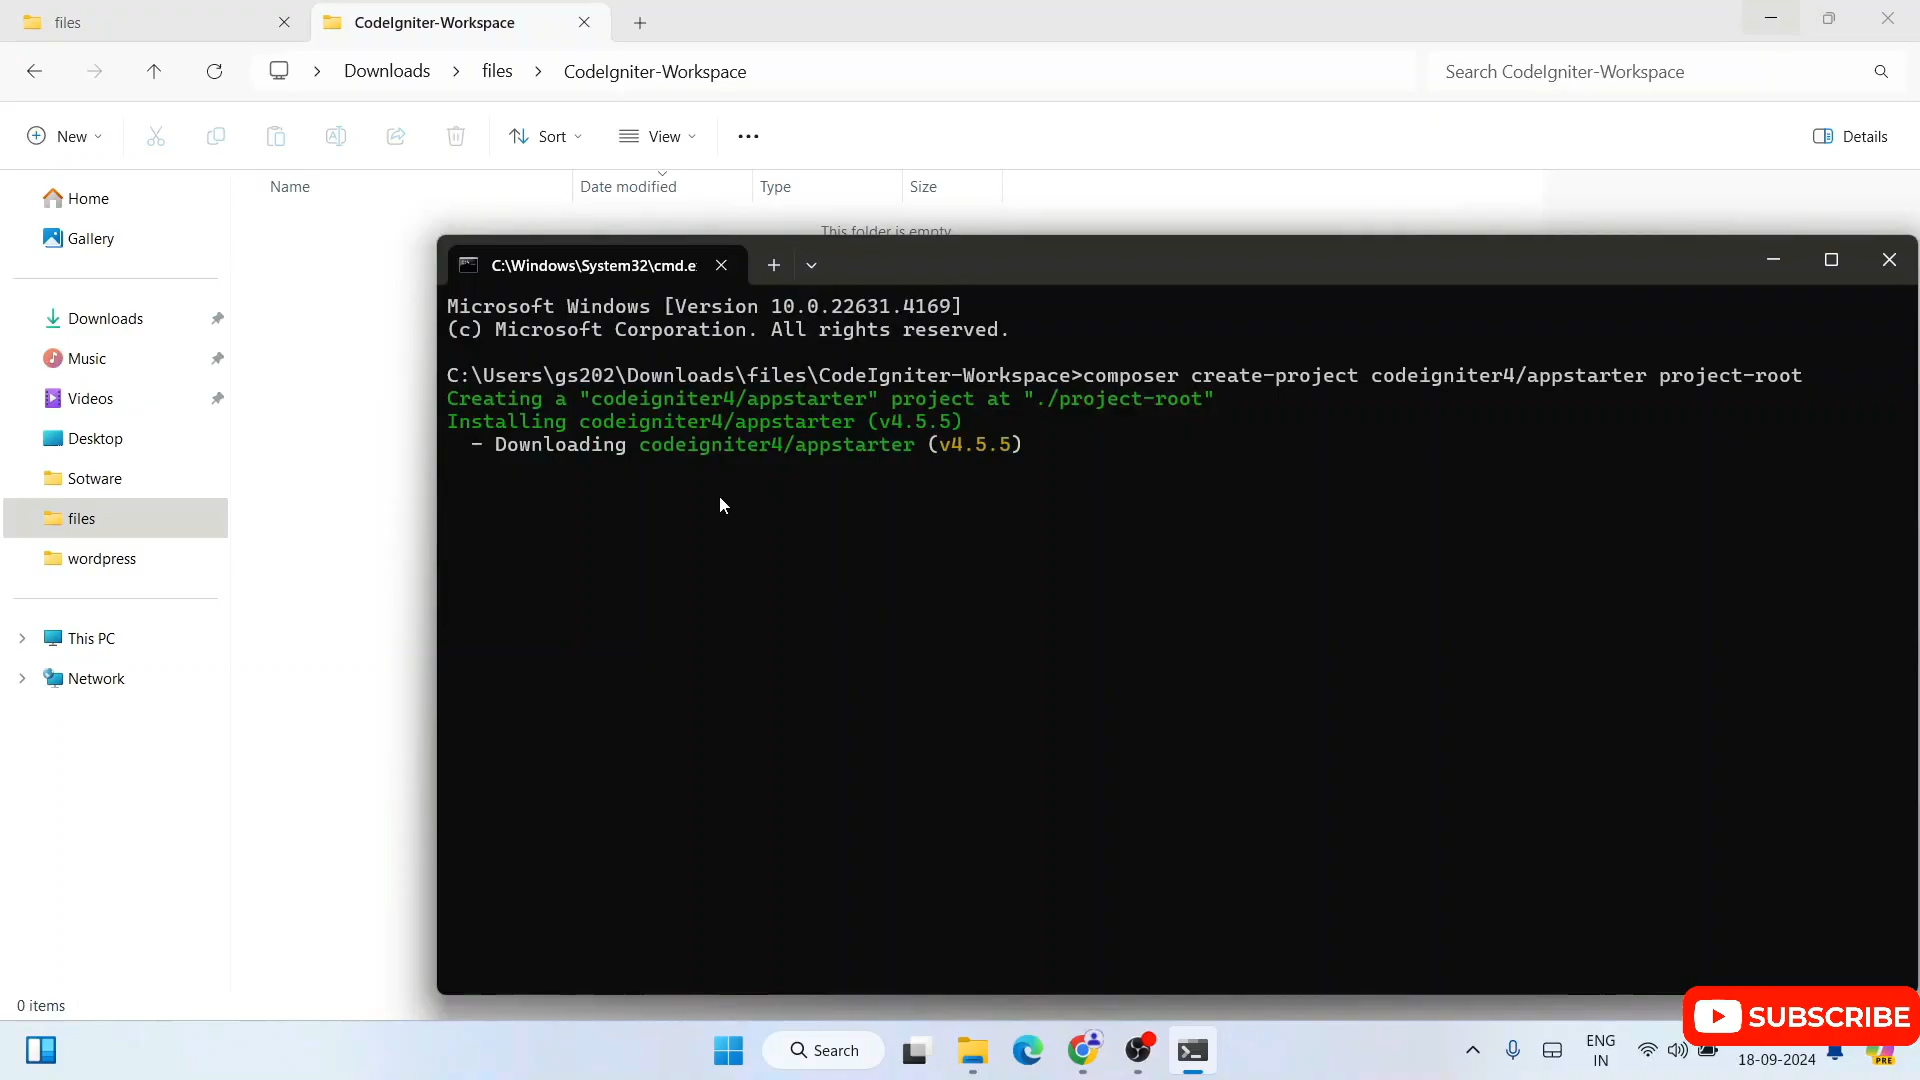 files
CodeIgniter-Workspace
Downloads
files
CodeIgniter-Workspace
Search CodeIgniter-Workspace
New
Sort
View
Details
Name
Date modified
Type
Size
This folder is empty.
Home
Gallery
Downloads
Music
Videos
Desktop
Sotware
files
wordpress
This PC
Network
0 items
C:\Windows\System32\cmd.e
Microsoft Windows [Version 10.0.22631.4169]
(c) Microsoft Corporation. All rights reserved.
C:\Users\gs202\Downloads\files\CodeIgniter-Workspace>composer create-project codeigniter4/appstarter project-root
Creating a "codeigniter4/appstarter" project at "./project-root"
Installing codeigniter4/appstarter (v4.5.5)
- Downloading codeigniter4/appstarter (v4.5.5)
SUBSCRIBE
Search
ENG
IN
18-09-2024
PRE